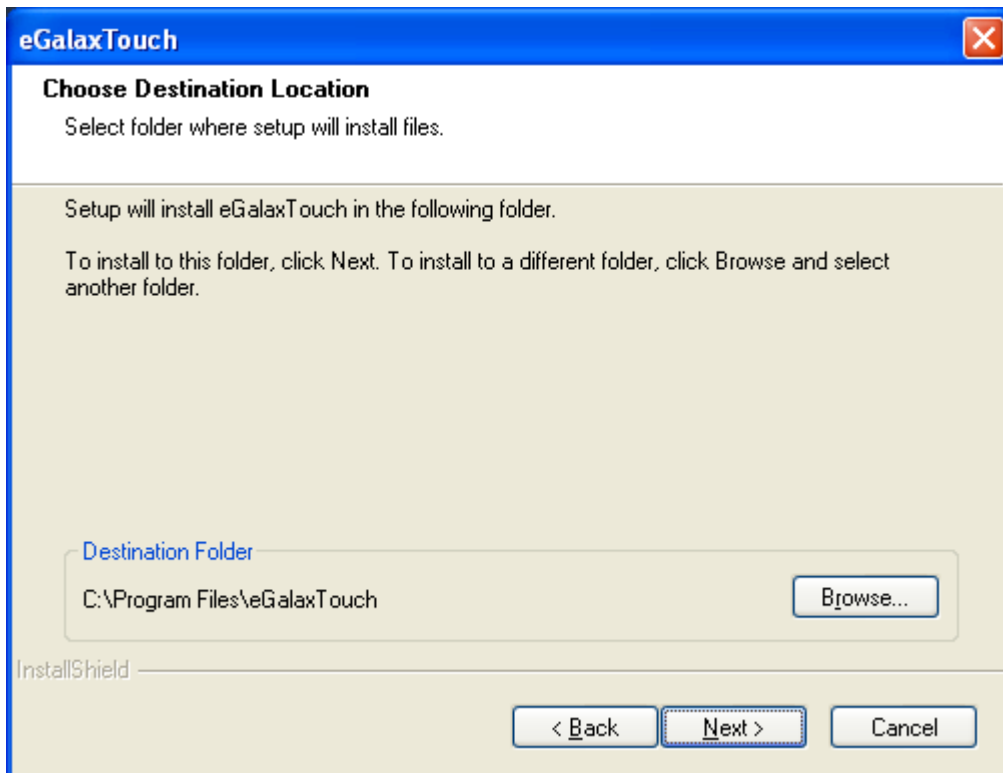 eGalaxTouch
Choose Destination Location
Select folder where setup will install files.
Setup will install eGalaxTouch in the following folder.
To install to this folder, click Next. To install to a different folder, click Browse and select
another folder.
Destination Folder
C:\Program Files\eGalaxTouch
Browse...
InstallShield
< Back
Next >
Cancel